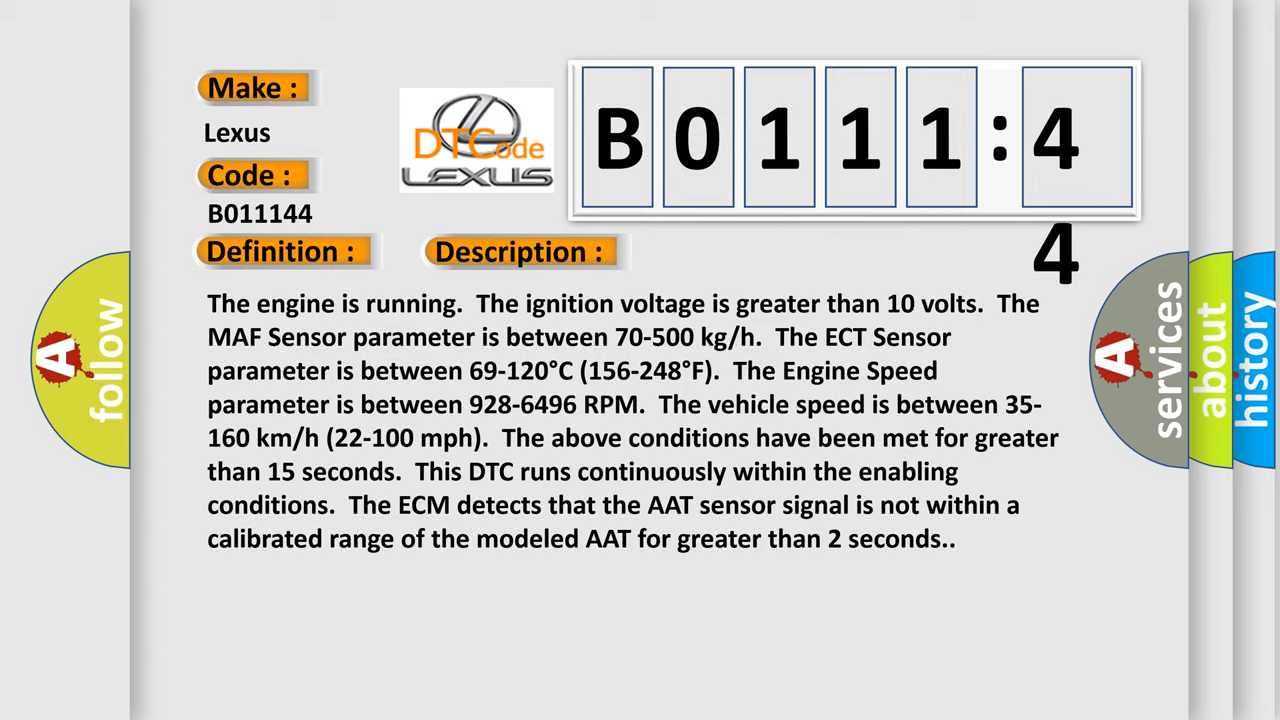 Make :
Lexus
Code :
B011144
Definition :
Description :
DTCode
LEXUS
B0111:4
4
The engine is running. The ignition voltage is greater than 10 volts. The
MAF Sensor parameter is between 70-500 kg/h. The ECT Sensor
parameter is between 69-120°C (156-248°F). The Engine Speed
parameter is between 928-6496 RPM. The vehicle speed is between 35-
160 km/h (22-100 mph). The above conditions have been met for greater
than 15 seconds. This DTC runs continuously within the enabling
conditions. The ECM detects that the AAT sensor signal is not within a
calibrated range of the modeled AAT for greater than 2 seconds..
A
follow
A
services
about
history